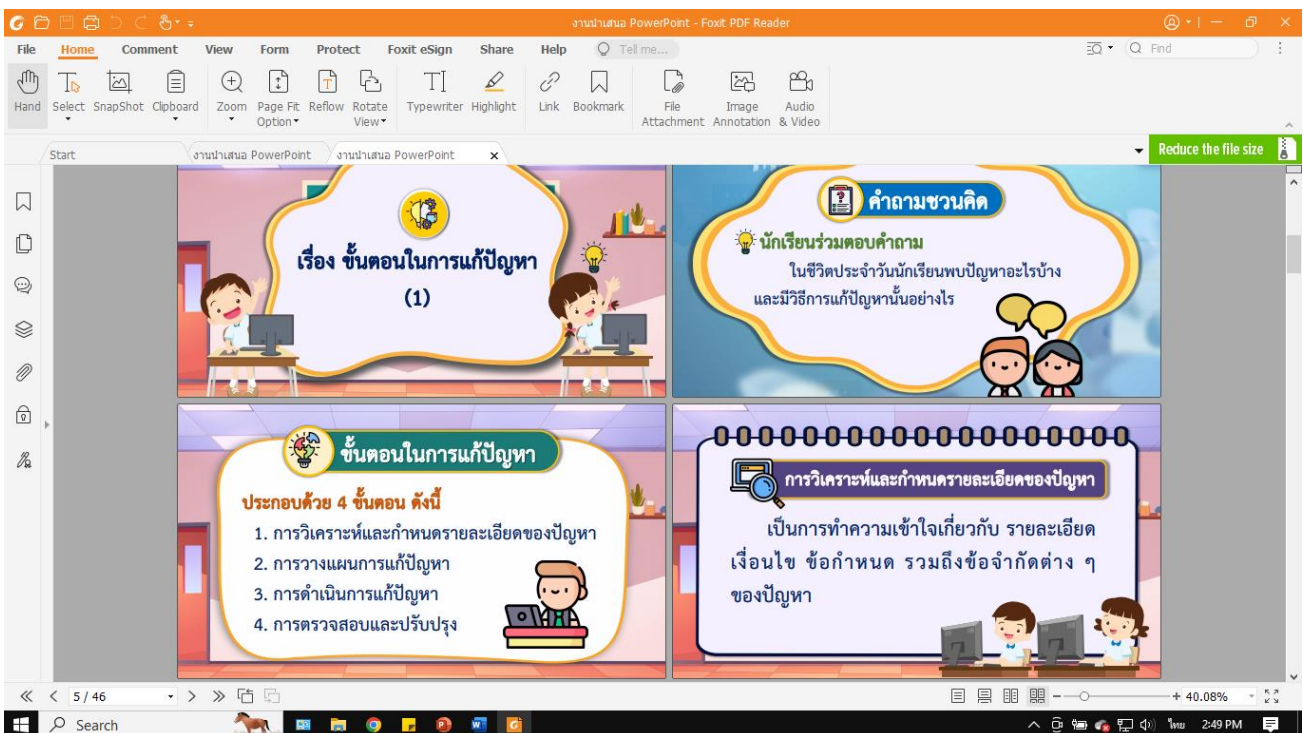 งานนำเสนอ PowerPoint - Foxit PDF Reader
File Home Comment View Form Protect Foxit eSign Share Help Tell me... Find
Hand Select SnapShot Clipboard Zoom Page Fit Option Reflow Rotate View Typewriter Highlight Link Bookmark File Attachment Image Annotation Audio & Video
Start งานนำเสนอ PowerPoint งานนำเสนอ PowerPoint Reduce the file size
เรื่อง ขั้นตอนในการแก้ปัญหา
(1)
คำถามชวนคิด
นักเรียนร่วมตอบคำถาม
ในชีวิตประจำวันนักเรียนพบปัญหาอะไรบ้าง
และมีวิธีการแก้ปัญหานั้นอย่างไร
ขั้นตอนในการแก้ปัญหา
ประกอบด้วย 4 ขั้นตอน ดังนี้
1. การวิเคราะห์และกำหนดรายละเอียดของปัญหา
2. การวางแผนการแก้ปัญหา
3. การดำเนินการแก้ปัญหา
4. การตรวจสอบและปรับปรุง
การวิเคราะห์และกำหนดรายละเอียดของปัญหา
เป็นการทำความเข้าใจเกี่ยวกับ รายละเอียด
เงื่อนไข ข้อกำหนด รวมถึงข้อจำกัดต่าง ๆ
ของปัญหา
5 / 46 40.08%
Search ไทย 2:49 PM